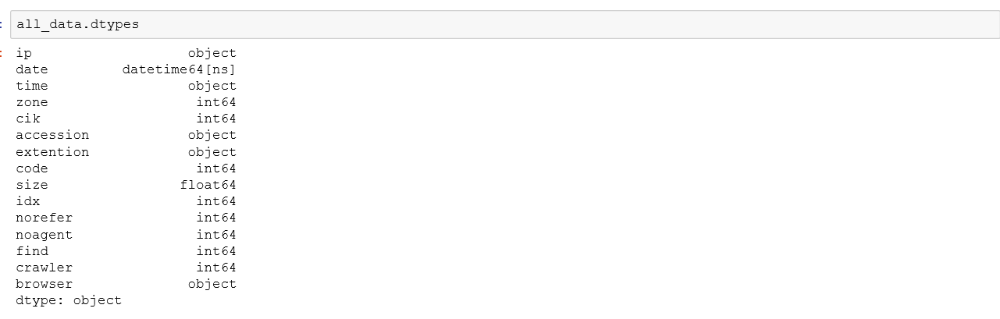 all_data.dtypes
ip object
date datetime64[ns]
time object
zone int64
cik int64
accession object
extention object
code int64
size float64
idx int64
norefer int64
noagent int64
find int64
crawler int64
browser object
dtype: object